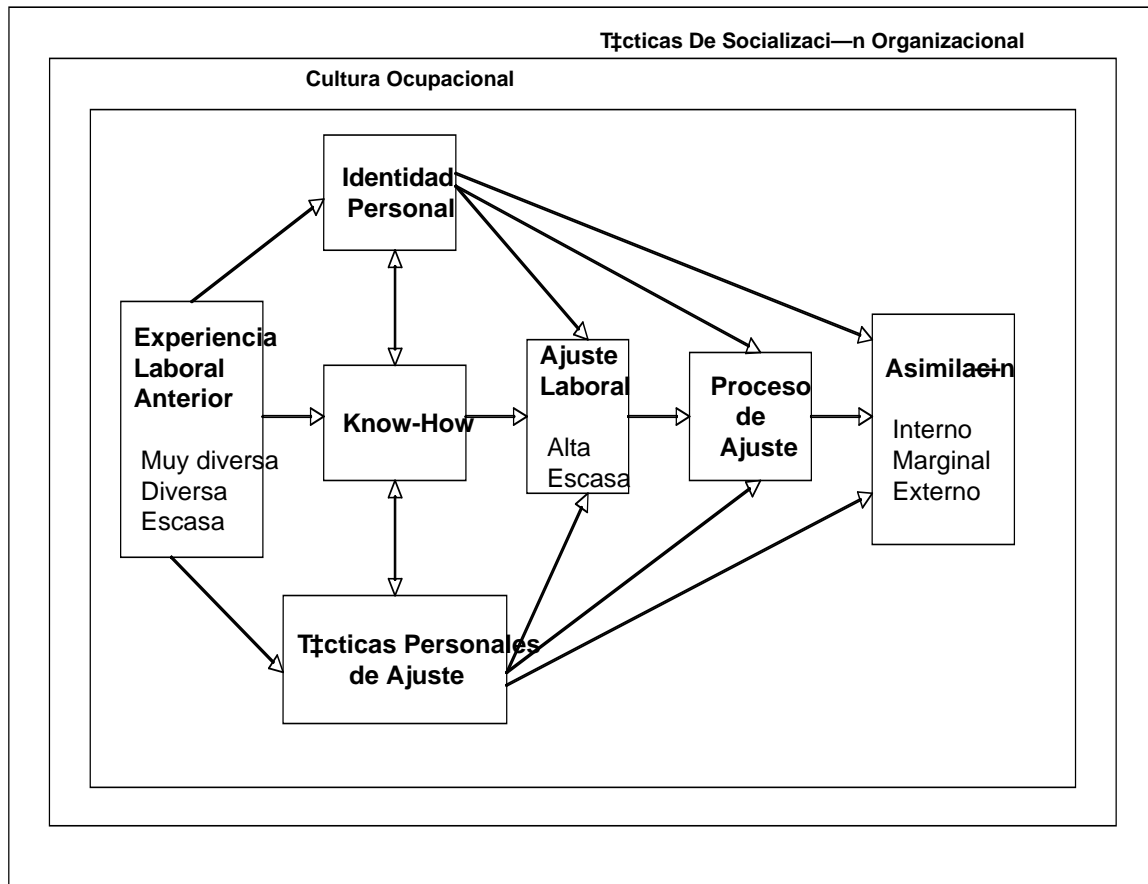 T‡cticas De Socializaci—n Organizacional
Cultura Ocupacional
Identidad
Personal
Experiencia
Laboral
Anterior
Muy diversa
Diversa
Escasa
Know-How
Ajuste
Laboral
Alta
Escasa
Proceso
de
Ajuste
Asimilaci—n
Interno
Marginal
Externo
T‡cticas Personales
de Ajuste